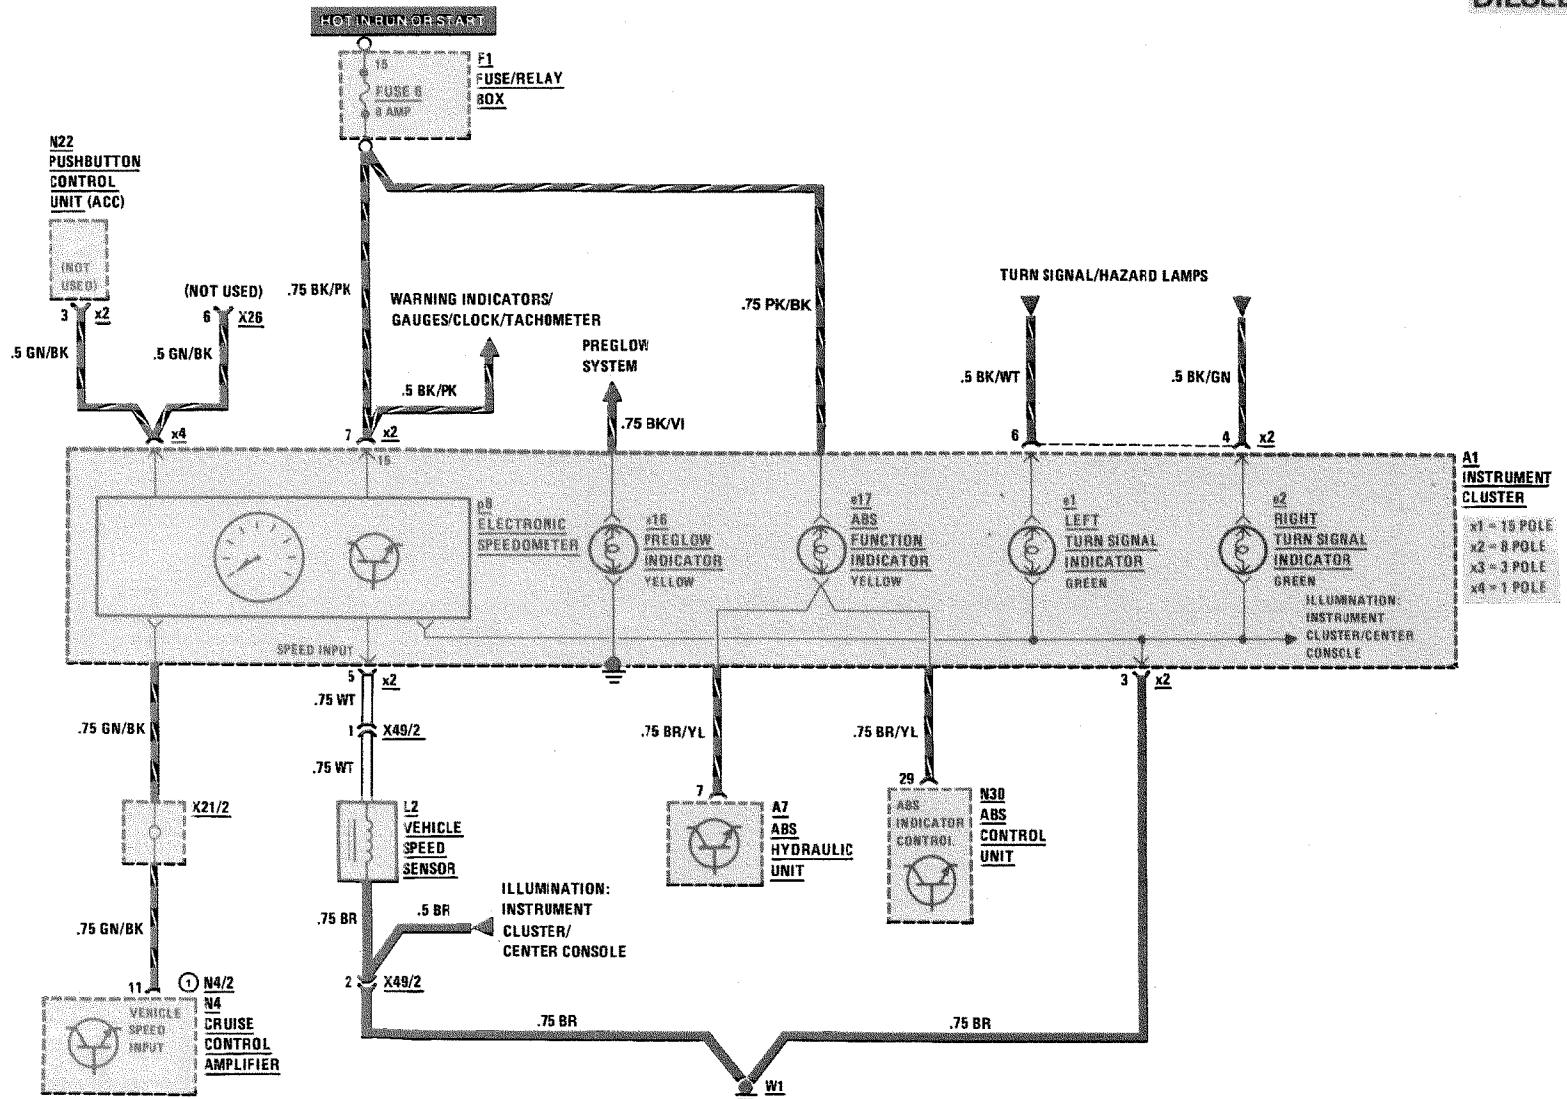 DIESEL
HOT IN RUN OR START
15
FUSE 6
8 AMP
F1
FUSE/RELAY
BOX
N22
PUSHBUTTON
CONTROL
UNIT (ACC)
(NOT
USED)
3
x2
(NOT USED)
6
X26
.5 GN/BK
.5 GN/BK
x4
.75 BK/PK
WARNING INDICATORS/
GAUGES/CLOCK/TACHOMETER
.5 BK/PK
7
x2
PREGLOW
SYSTEM
.75 BK/VI
.75 PK/BK
TURN SIGNAL/HAZARD LAMPS
.5 BK/WT
.5 BK/GN
6
4
x2
A1
INSTRUMENT
CLUSTER
x1 = 15 POLE
x2 = 8 POLE
x3 = 3 POLE
x4 = 1 POLE
15
p8
ELECTRONIC
SPEEDOMETER
e16
PREGLOW
INDICATOR
YELLOW
e17
ABS
FUNCTION
INDICATOR
YELLOW
e1
LEFT
TURN SIGNAL
INDICATOR
GREEN
e2
RIGHT
TURN SIGNAL
INDICATOR
GREEN
ILLUMINATION:
INSTRUMENT
CLUSTER/CENTER
CONSOLE
SPEED INPUT
5
x2
3
x2
.75 WT
1
X49/2
.75 WT
.75 GN/BK
X21/2
L2
VEHICLE
SPEED
SENSOR
.75 BR/YL
.75 BR/YL
7
A7
ABS
HYDRAULIC
UNIT
29
ABS
INDICATOR
CONTROL
N30
ABS
CONTROL
UNIT
.75 GN/BK
.75 BR
.5 BR
ILLUMINATION:
INSTRUMENT
CLUSTER/
CENTER CONSOLE
2
X49/2
11
1
N4/2
N4
CRUISE
CONTROL
AMPLIFIER
VEHICLE
SPEED
INPUT
.75 BR
.75 BR
W1